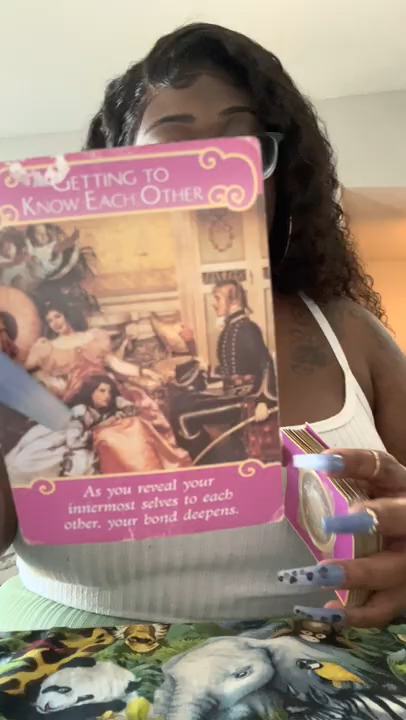 GETTING TO
KNOW EACH OTHER
As you reveal your
innermost selves to each
other, your bond deepens.